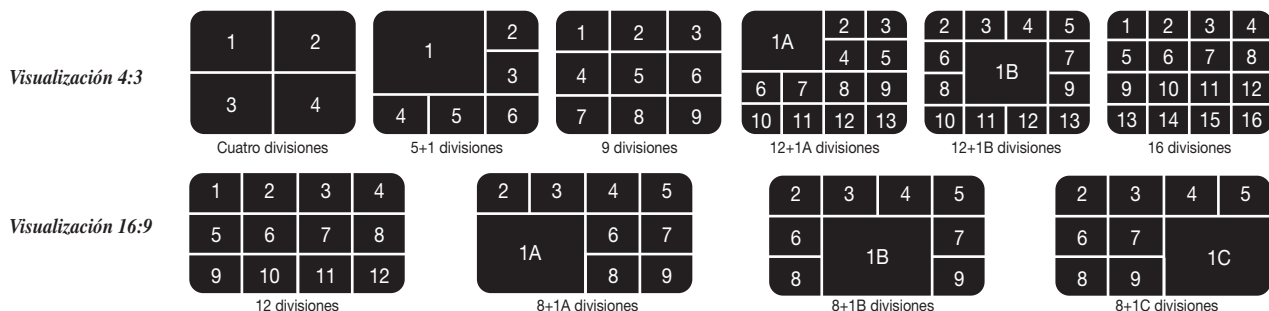 Visualización 4:3
1 2
3 4
Cuatro divisiones
1 2
3
4 5 6
5+1 divisiones
1 2 3
4 5 6
7 8 9
9 divisiones
1A 2 3
4 5
6 7 8 9
10 11 12 13
12+1A divisiones
2 3 4 5
6 1B 7
8 9
10 11 12 13
12+1B divisiones
1 2 3 4
5 6 7 8
9 10 11 12
13 14 15 16
16 divisiones
Visualización 16:9
1 2 3 4
5 6 7 8
9 10 11 12
12 divisiones
2 3 4 5
1A 6 7
8 9
8+1A divisiones
2 3 4 5
6 1B 7
8 9
8+1B divisiones
2 3 4 5
6 7 1C
8 9
8+1C divisiones